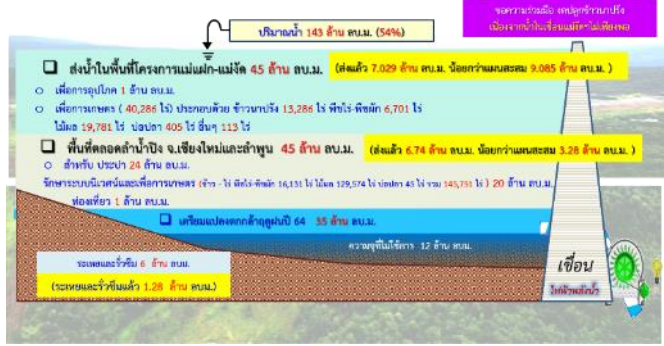 ขอความร่วมมือ งดปลูกข้าวนาปรัง
เนื่องจากน้ำในเขื่อนแม่งัดฯไม่เพียงพอ
ปริมาณน้ำ 143 ล้าน ลบ.ม. (54%)
ส่งน้ำในพื้นที่โครงการแม่แฝก-แม่งัด 45 ล้าน ลบ.ม. (ส่งแล้ว 7.029 ล้าน ลบ.ม. น้อยกว่าแผนสะสม 9.085 ล้าน ลบ.ม. )
เพื่อการอุปโภค 1 ล้าน ลบ.ม.
เพื่อการเกษตร ( 40,286 ไร่) ประกอบด้วย ข้าวนาปรัง 13,286 ไร่ พืชไร่-พืชผัก 6,701 ไร่
ไม้ผล 19,781 ไร่ บ่อปลา 405 ไร่ อื่นๆ 113 ไร่
พื้นที่ตลอดลำน้ำปิง จ.เชียงใหม่และลำพูน 45 ล้าน ลบ.ม. (ส่งแล้ว 6.74 ล้าน ลบ.ม. น้อยกว่าแผนสะสม 3.28 ล้าน ลบ.ม. )
สำหรับ ประปา 24 ล้าน ลบ.ม.
รักษาระบบนิเวศน์และเพื่อการเกษตร (ข้าว - ไร่ พืชไร่-พืชผัก 16,131 ไร่ ไม้ผล 129,574 ไร่ บ่อปลา 45 ไร่ รวม 145,751 ไร่ ) 20 ล้าน ลบ.ม.
ท่องเที่ยว 1 ล้าน ลบ.ม.
เตรียมแปลงตกกล้าฤดูฝนปี 64 35 ล้าน ลบ.ม.
ความจุที่ไม่ใช้การ 12 ล้าน ลบ.ม.
ระเหยและรั่วซึม 6 ล้าน ลบ.ม.
(ระเหยและรั่วซึมแล้ว 1.28 ล้าน ลบ.ม.)
เขื่อน
ไฟฟ้าพลังน้ำ